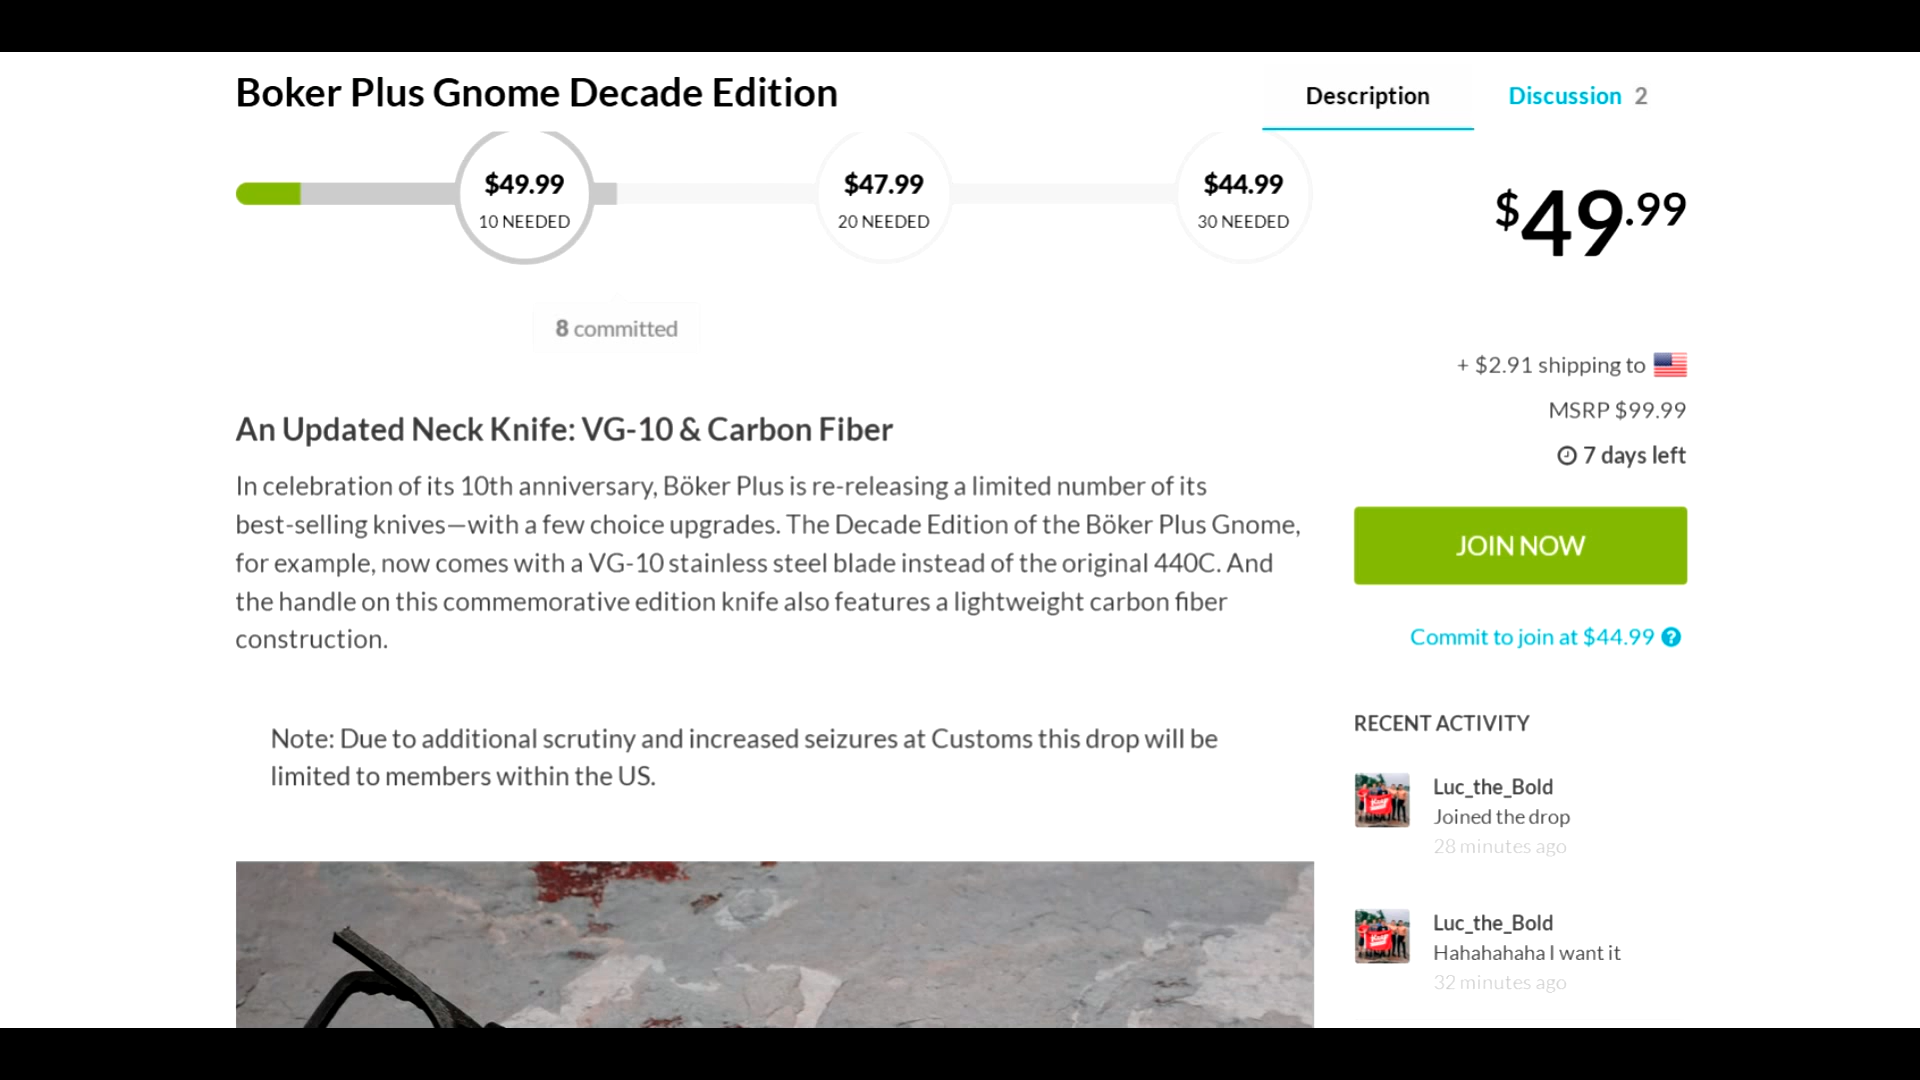 Boker Plus Gnome Decade Edition
Description
Discussion 2
$49.99
10 NEEDED
$47.99
20 NEEDED
$44.99
30 NEEDED
$49.99
8 committed
+ $2.91 shipping to
MSRP $99.99
7 days left
JOIN NOW
Commit to join at $44.99 ?
An Updated Neck Knife: VG-10 & Carbon Fiber
In celebration of its 10th anniversary, Böker Plus is re-releasing a limited number of its
best-selling knives—with a few choice upgrades. The Decade Edition of the Böker Plus Gnome,
for example, now comes with a VG-10 stainless steel blade instead of the original 440C. And
the handle on this commemorative edition knife also features a lightweight carbon fiber
construction.
Note: Due to additional scrutiny and increased seizures at Customs this drop will be
limited to members within the US.
RECENT ACTIVITY
Luc_the_Bold
Joined the drop
28 minutes ago
Luc_the_Bold
Hahahahaha I want it
32 minutes ago